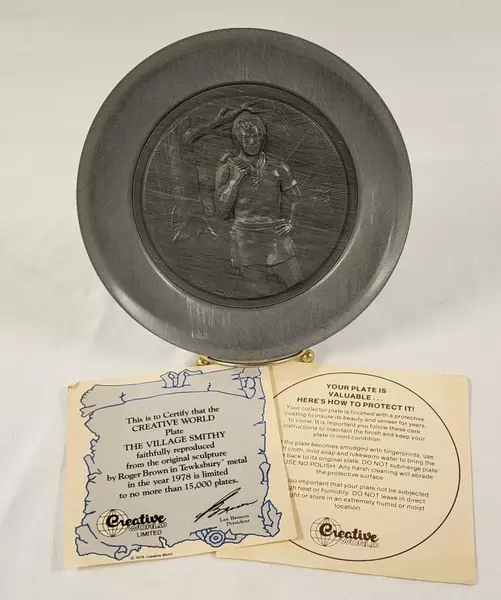 This is to Certify that the
CREATIVE WORLD
Plate
THE VILLAGE SMITHY
faithfully reproduced
from the original sculpture
by Roger Brown in Tewksbury metal
in the year 1978 is limited
to no more than 15,000 plates.
Lee Benson
President
Creative
WORLD
LIMITED
© 1978 Creative World
YOUR PLATE IS
VALUABLE . . .
HERE'S HOW TO PROTECT IT!
Your collector plate is finished with a protective
coating to insure its beauty and veneer for years
to come. It is important you follow these care
instructions to maintain the finish and keep your
plate in mint condition
the plate becomes smudged with fingerprints, use
cloth, mild soap and lukewarm water to bring the
back to its original state. DO NOT submerge plate
USE NO POLISH. Any harsh cleaning will abrade
the protective surface.
also important that your plate not be subjected
high heat or humidity. DO NOT leave in direct
light or store in an extremely humid or moist
location.
Creative
WORLD